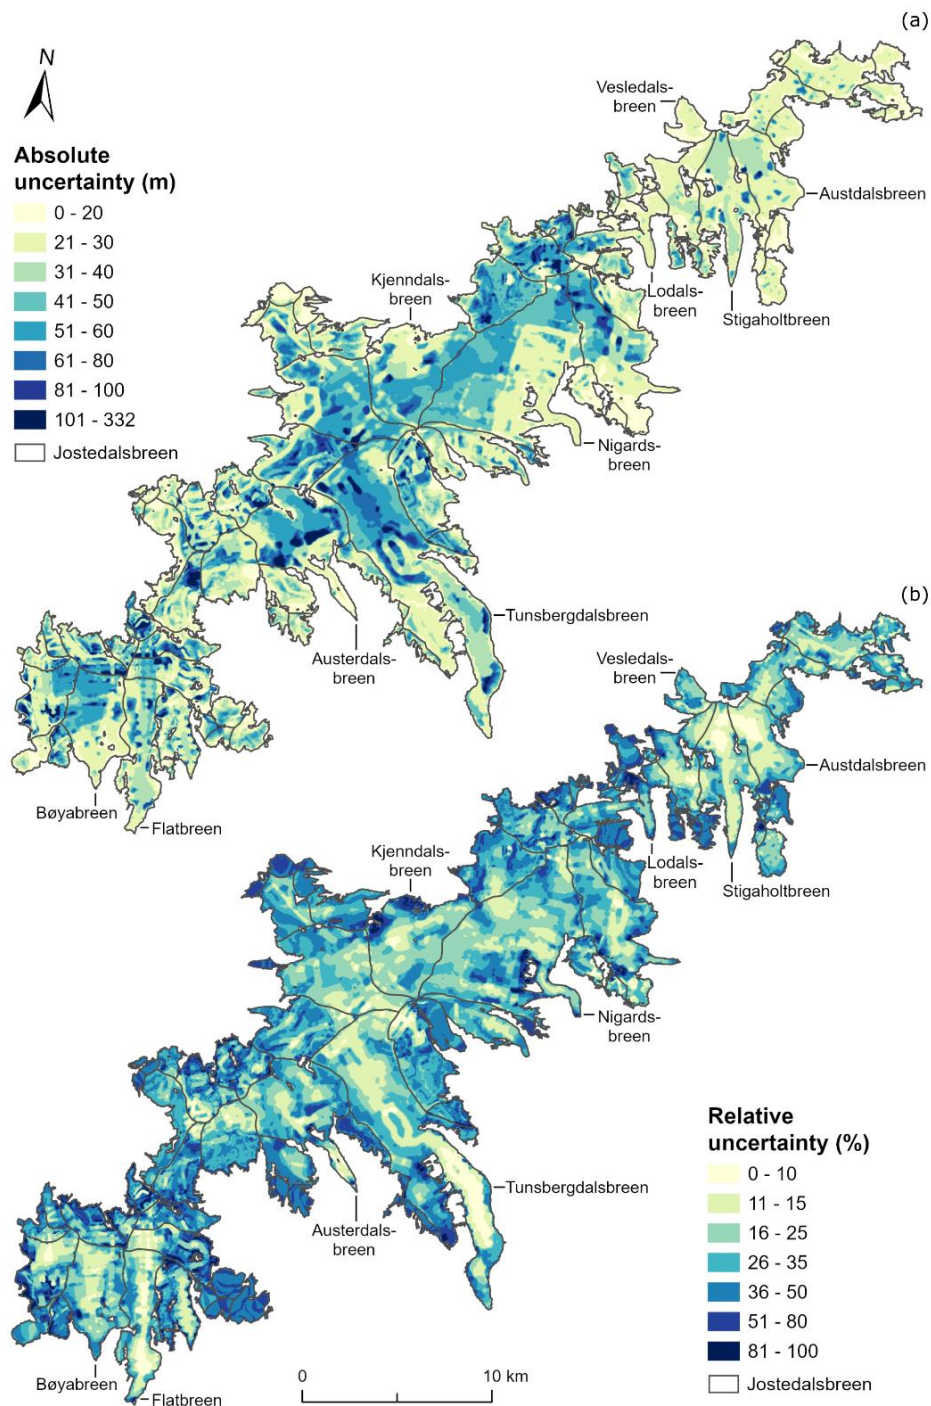 (a)
N
Absolute
uncertainty (m)
0 - 20
21 - 30
31 - 40
41 - 50
51 - 60
61 - 80
81 - 100
101 - 332
Jostedalsbreen
Vesledals-
breen
Austdalsbreen
Kjenndals-
breen
Lodals-
breen
Stigaholtbreen
Nigards-
breen
Tunsbergdalsbreen
Austerdals-
breen
Bøyabreen
Flatbreen
(b)
Vesledals-
breen
Austdalsbreen
Kjenndals-
breen
Lodals-
breen
Stigaholtbreen
Nigards-
breen
Tunsbergdalsbreen
Austerdals-
breen
Bøyabreen
Flatbreen
Relative
uncertainty (%)
0 - 10
11 - 15
16 - 25
26 - 35
36 - 50
51 - 80
81 - 100
Jostedalsbreen
0
10 km